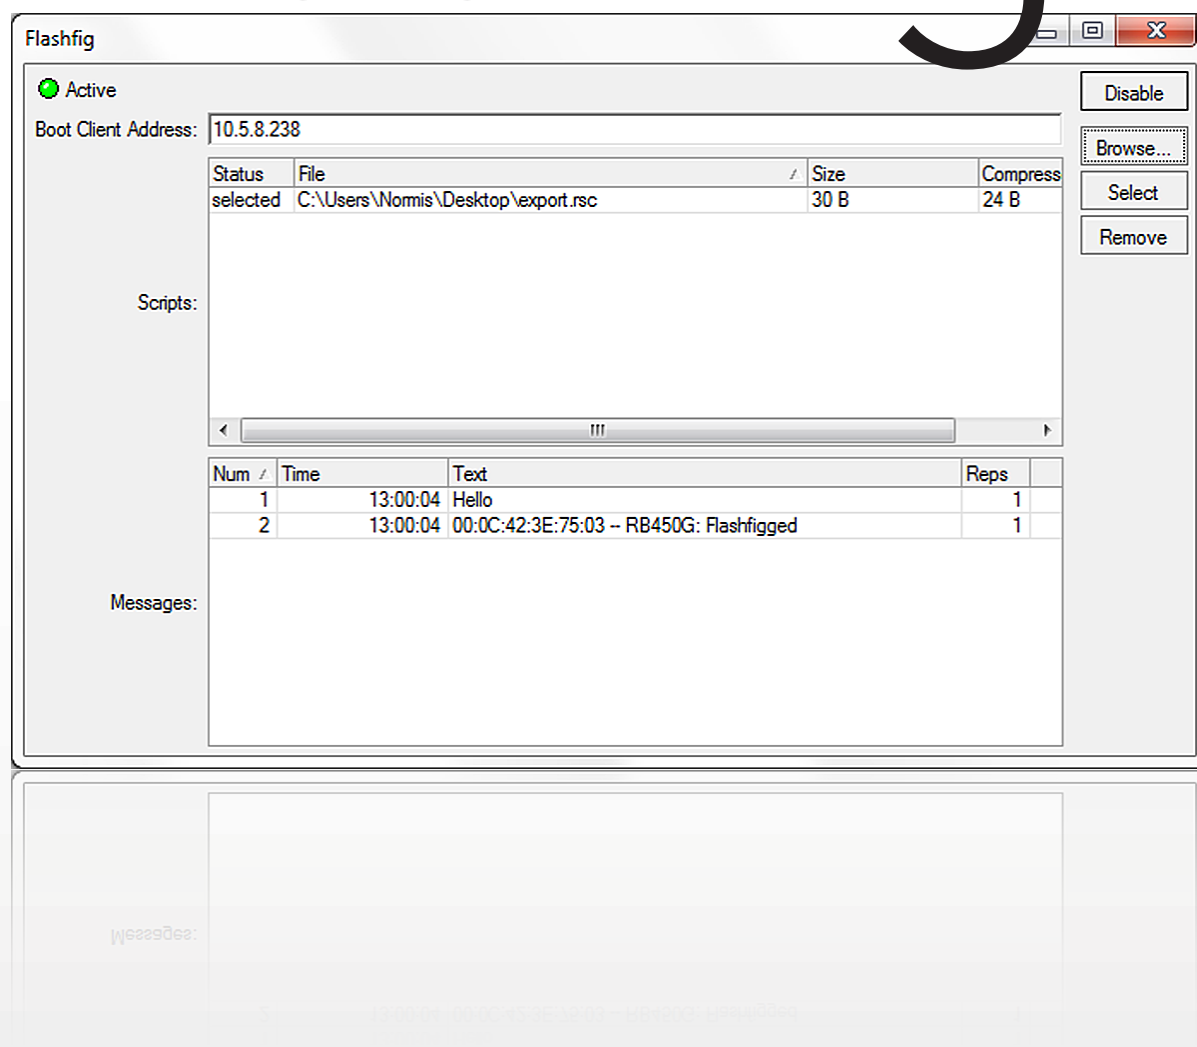 Flashfig
Active
Disable
Boot Client Address: 10.5.8.238
Browse...
Status File Size Compress
selected C:\Users\Normis\Desktop\export.rsc 30 B 24 B
Select
Remove
Scripts:
Num Time Text Reps
1 13:00:04 Hello 1
2 13:00:04 00:0C:42:3E:75:03 -- RB450G: Flashfigged 1
Messages: